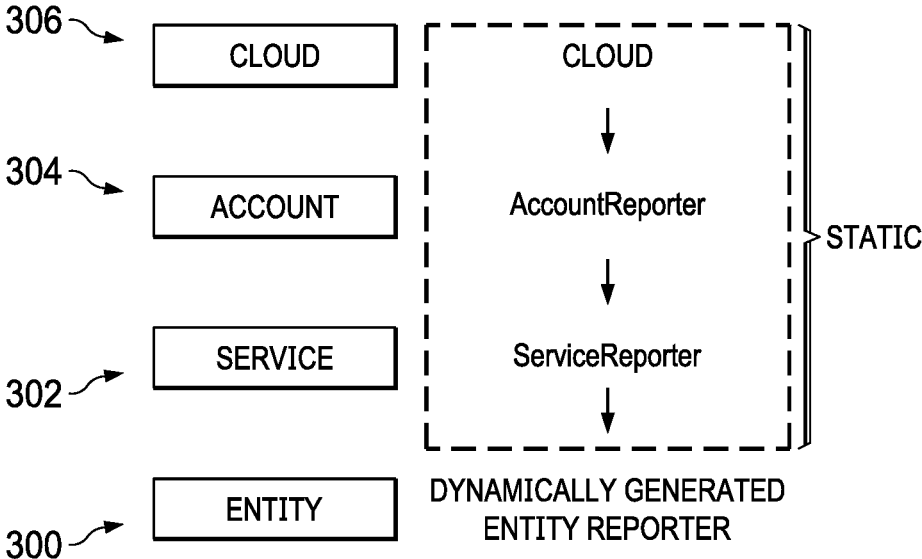 306
CLOUD
CLOUD
304
ACCOUNT
AccountReporter
STATIC
302
SERVICE
ServiceReporter
300
ENTITY
DYNAMICALLY GENERATED
ENTITY REPORTER